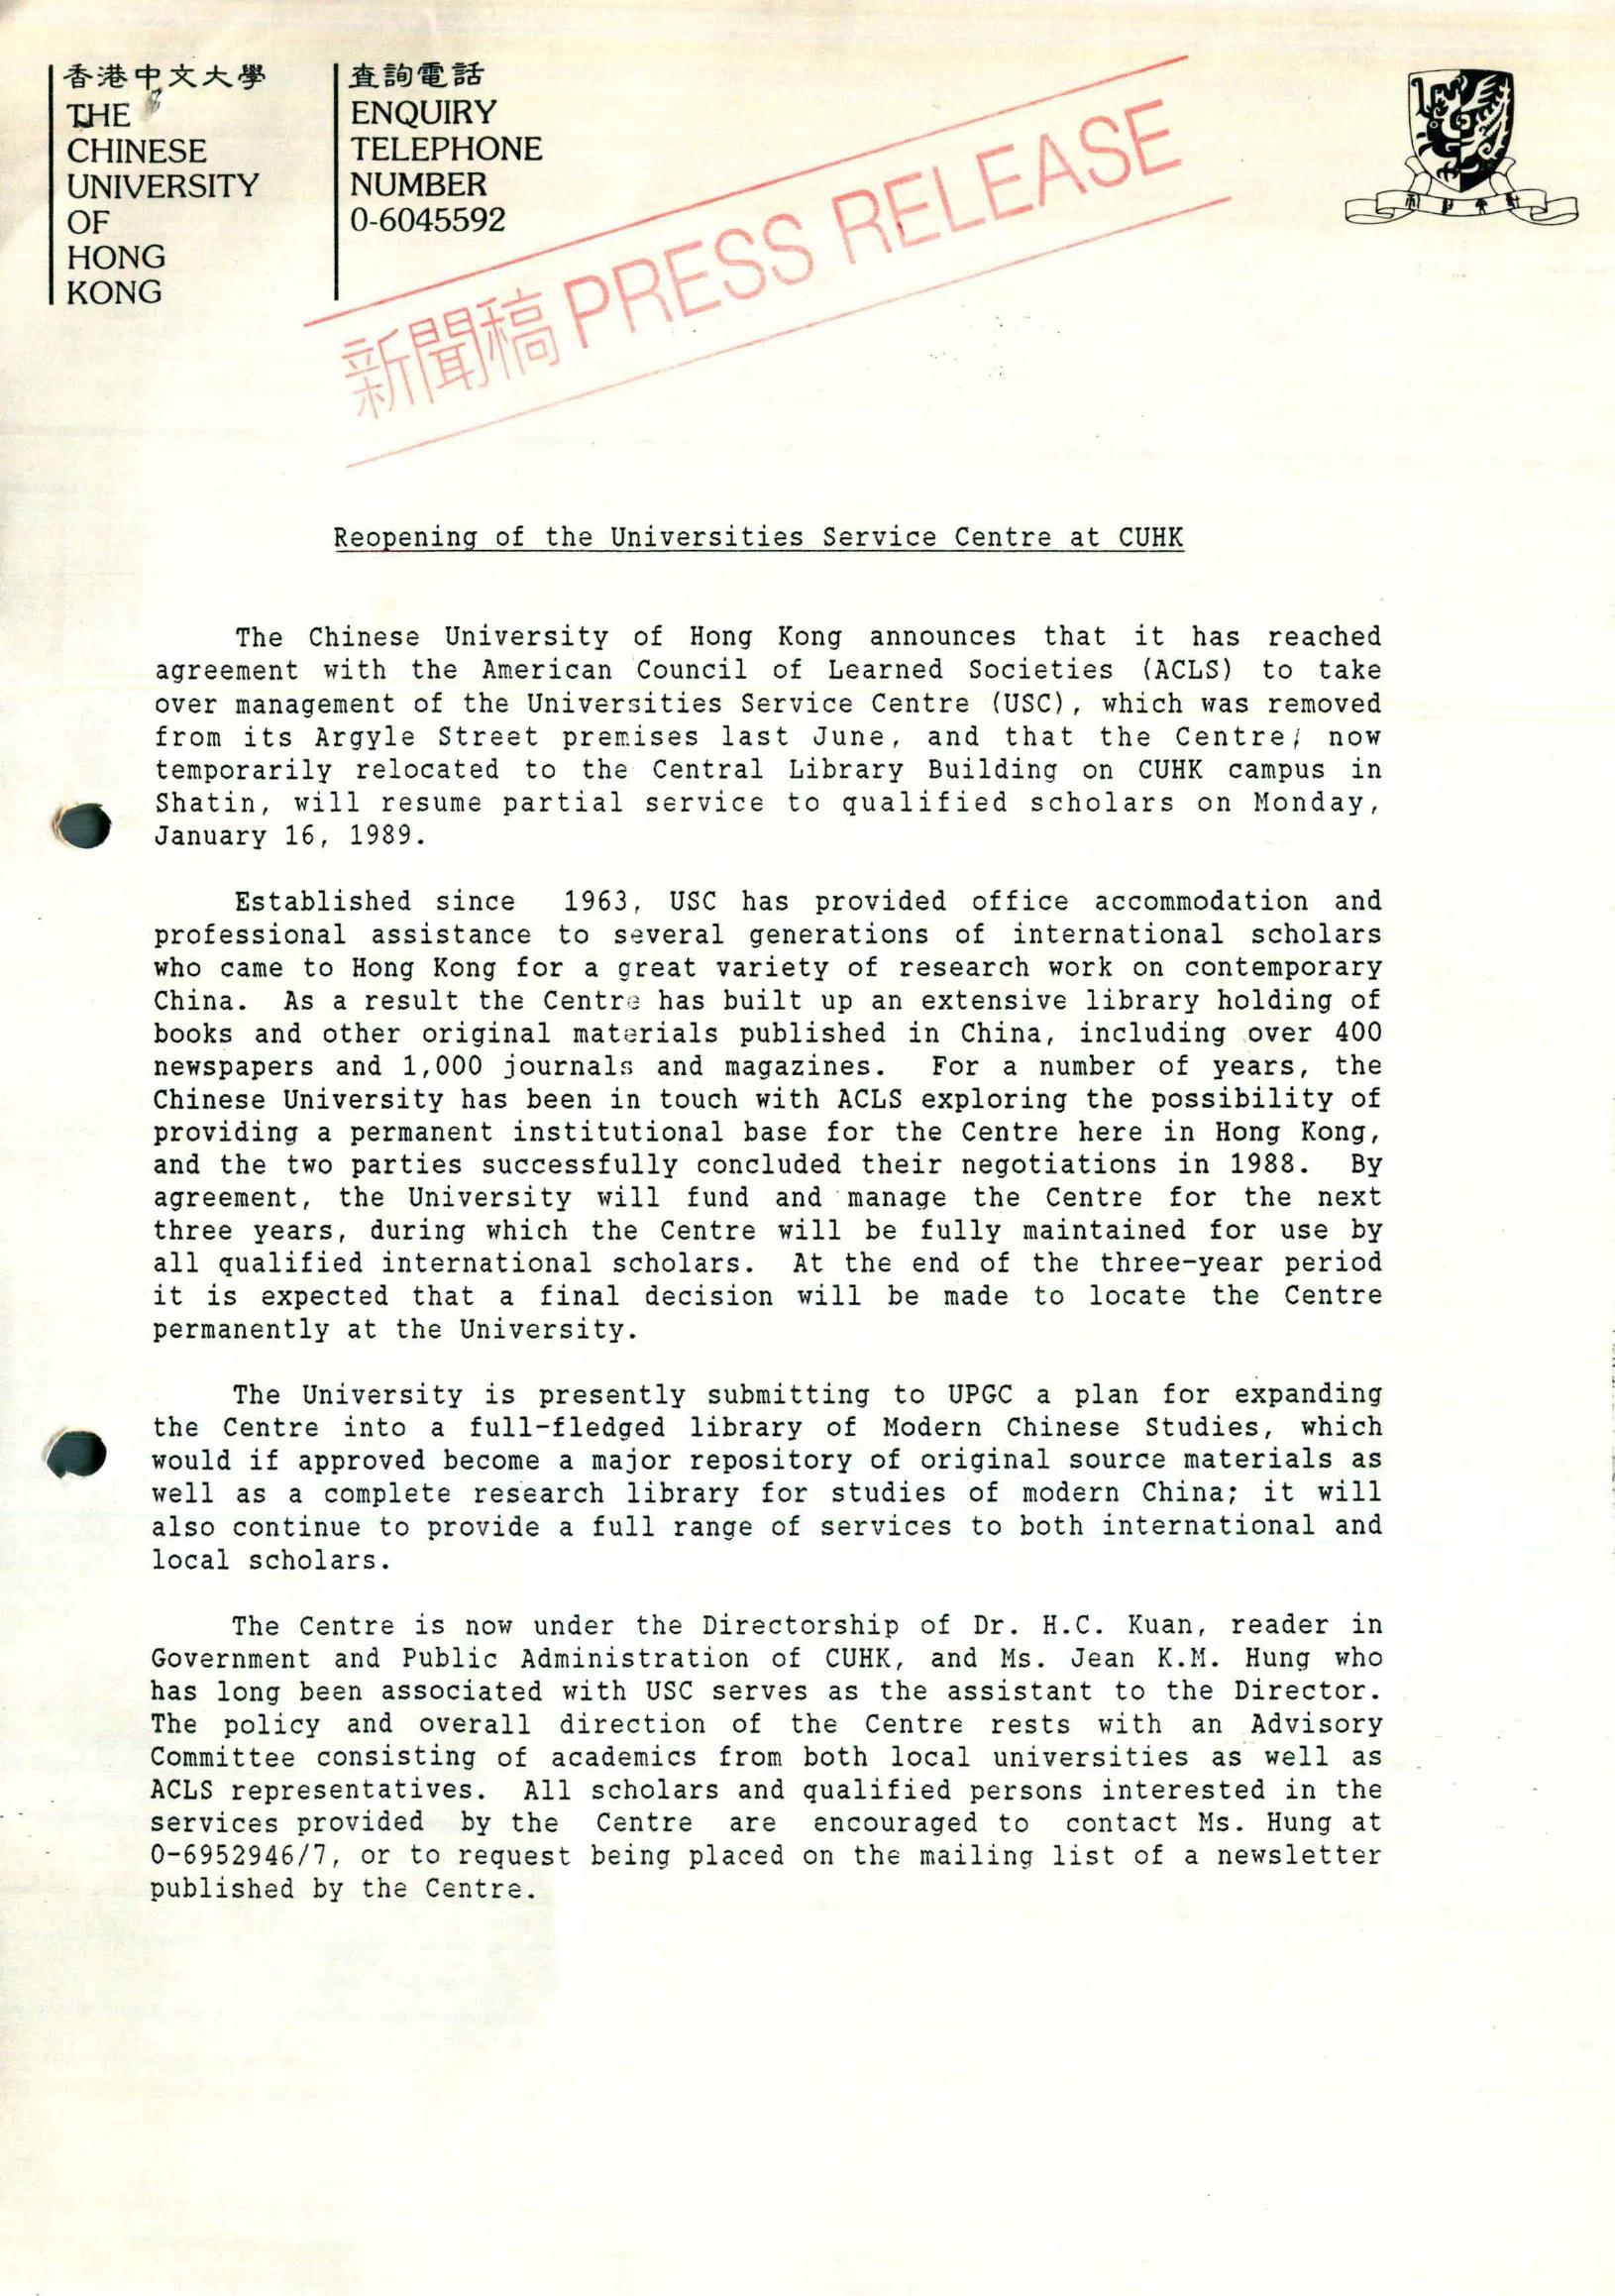 香港中文大學
THE
CHINESE
UNIVERSITY
OF
HONG
KONG
查詢電話
ENQUIRY
TELEPHONE
NUMBER
0-6045592
新聞稿 PRESS RELEASE
Reopening of the Universities Service Centre at CUHK
The Chinese University of Hong Kong announces that it has reached
agreement with the American Council of Learned Societies (ACLS) to take
over management of the Universities Service Centre (USC), which was removed
from its Argyle Street premises last June, and that the Centre, now
temporarily relocated to the Central Library Building on CUHK campus in
Shatin, will resume partial service to qualified scholars on Monday,
January 16, 1989.
Established since 1963, USC has provided office accommodation and
professional assistance to several generations of international scholars
who came to Hong Kong for a great variety of research work on contemporary
China. As a result the Centre has built up an extensive library holding of
books and other original materials published in China, including over 400
newspapers and 1,000 journals and magazines. For a number of years, the
Chinese University has been in touch with ACLS exploring the possibility of
providing a permanent institutional base for the Centre here in Hong Kong,
and the two parties successfully concluded their negotiations in 1988. By
agreement, the University will fund and manage the Centre for the next
three years, during which the Centre will be fully maintained for use by
all qualified international scholars. At the end of the three-year period
it is expected that a final decision will be made to locate the Centre
permanently at the University.
The University is presently submitting to UPGC a plan for expanding
the Centre into a full-fledged library of Modern Chinese Studies, which
would if approved become a major repository of original source materials as
well as a complete research library for studies of modern China; it will
also continue to provide a full range of services to both international and
local scholars.
The Centre is now under the Directorship of Dr. H.C. Kuan, reader in
Government and Public Administration of CUHK, and Ms. Jean K.M. Hung who
has long been associated with USC serves as the assistant to the Director.
The policy and overall direction of the Centre rests with an Advisory
Committee consisting of academics from both local universities as well as
ACLS representatives. All scholars and qualified persons interested in the
services provided by the Centre are encouraged to contact Ms. Hung at
0-6952946/7, or to request being placed on the mailing list of a newsletter
published by the Centre.